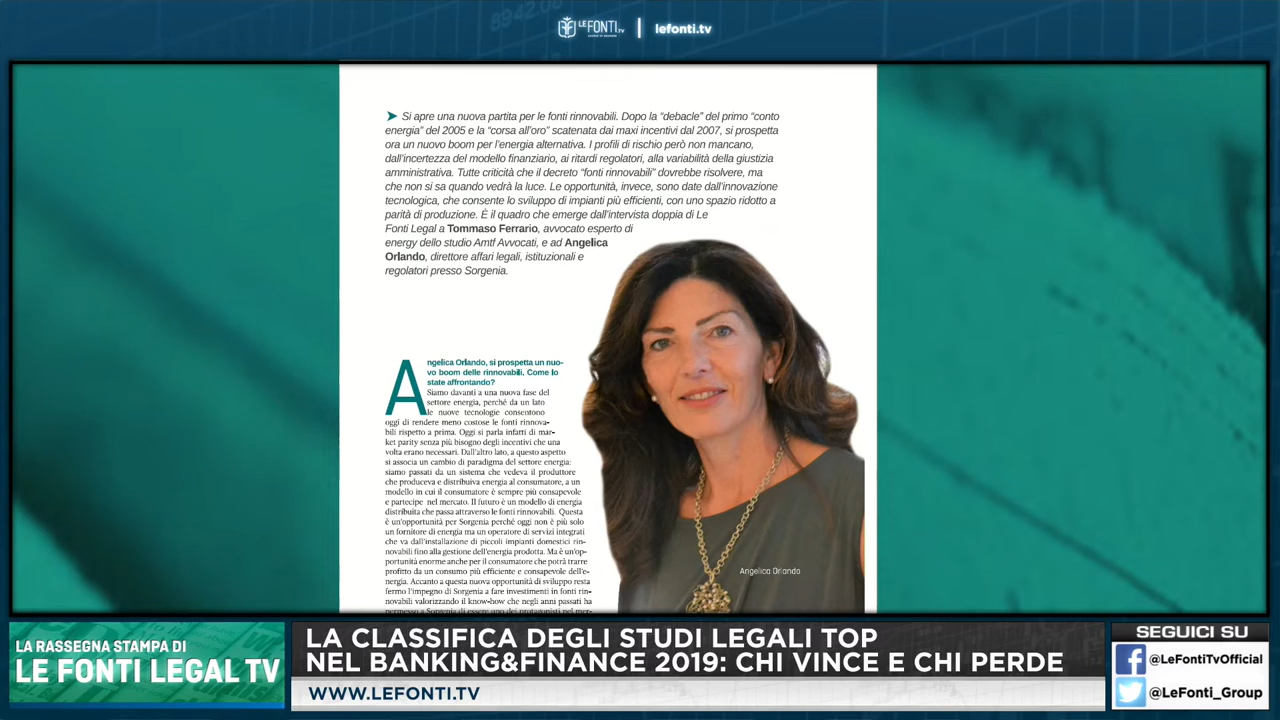 LE FONTI TV
lefonti.tv
➤ Si apre una nuova partita per le fonti rinnovabili. Dopo la “debacle” del primo “conto
energia” del 2005 e la “corsa all’oro” scatenata dai maxi incentivi dal 2007, si prospetta
ora un nuovo boom per l’energia alternativa. I profili di rischio però non mancano,
dall’incertezza del modello finanziario, ai ritardi regolatori, alla variabilità della giustizia
amministrativa. Tutte criticità che il decreto “fonti rinnovabili” dovrebbe risolvere, ma
che non si sa quando vedrà la luce. Le opportunità, invece, sono date dall’innovazione
tecnologica, che consente lo sviluppo di impianti più efficienti, con uno spazio ridotto a
parità di produzione. È il quadro che emerge dall’intervista doppia di Le
Fonti Legal a Tommaso Ferrario, avvocato esperto di
energy dello studio Amtf Avvocati, e ad Angelica
Orlando, direttore affari legali, istituzionali e
regolatori presso Sorgenia.
Angelica Orlando, si prospetta un nuo-
vo boom delle rinnovabili. Come lo
state affrontando?
Siamo davanti a una nuova fase del
settore energia, perché da un lato
le nuove tecnologie consentono
oggi di rendere meno costose le fonti rinnova-
bili rispetto a prima. Oggi si parla infatti di mar-
ket parity senza più bisogno degli incentivi che una
volta erano necessari. Dall’altro lato, a questo aspetto
si associa un cambio di paradigma del settore energia:
siamo passati da un sistema che vedeva il produttore
che produceva e distribuiva energia al consumatore, a un
modello in cui il consumatore è sempre più consapevole
e partecipe nel mercato. Il futuro è un modello di energia
distribuita che passa attraverso le fonti rinnovabili. Questa
è un’opportunità per Sorgenia perché oggi non è più solo
un fornitore di energia ma un operatore di servizi integrati
che va dall’installazione di piccoli impianti domestici rin-
novabili fino alla gestione dell’energia prodotta. Ma è un’op-
portunità enorme anche per il consumatore che potrà trarre
profitto da un consumo più efficiente e consapevole dell’e-
nergia. Accanto a questa nuova opportunità di sviluppo resta
fermo l’impegno di Sorgenia a fare investimenti in fonti rin-
novabili valorizzando il know-how che negli anni passati ha
permesso a Sorgenia di essere uno dei protagonisti nel mer-
Angelica Orlando
LA RASSEGNA STAMPA DI
LE FONTI LEGAL TV
LA CLASSIFICA DEGLI STUDI LEGALI TOP
NEL BANKING&FINANCE 2019: CHI VINCE E CHI PERDE
WWW.LEFONTI.TV
SEGUICI SU
@LeFontiTvOfficial
@LeFonti_Group